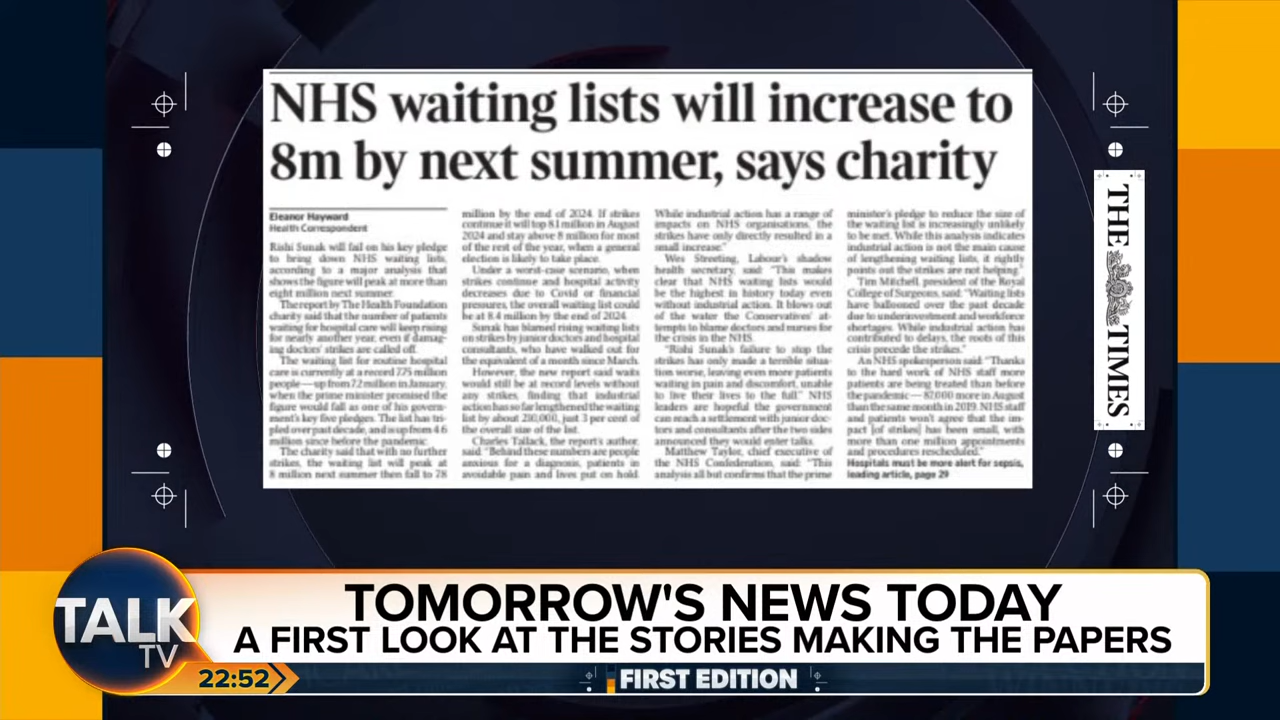 NHS waiting lists will increase to
8m by next summer, says charity
Eleanor Hayward
Health Correspondent
Rishi Sunak will fail on his key pledge
to bring down NHS waiting lists,
according to a major analysis that
shows the figure will peak at more than
eight million next summer.
The report by The Health Foundation
charity said that the number of patients
waiting for hospital care will keep rising
for nearly another year, even if damag-
ing doctors' strikes are called off.
The waiting list for routine hospital
care is currently at a record 7.75 million
people — up from 7.2 million in January,
when the prime minister promised the
figure would fall as one of his govern-
ment's key five pledges. The list has tri-
pled over past decade, and is up from 4.6
million since before the pandemic.
The charity said that with no further
strikes, the waiting list will peak at
8 million next summer then fall to 7.8
million by the end of 2024. If strikes
continue it will top 8.1 million in August
2024 and stay above 8 million for most
of the rest of the year, when a general
election is likely to take place.
Under a worst-case scenario, when
strikes continue and hospital activity
decreases due to Covid or financial
pressures, the overall waiting list could
be at 8.4 million by the end of 2024.
Sunak has blamed rising waiting lists
on strikes by junior doctors and hospital
consultants, who have walked out for
the equivalent of a month since March.
However, the new report said waits
would still be at record levels without
any strikes, finding that industrial
action has so far lengthened the waiting
list by about 210,000, just 3 per cent of
the overall size of the list.
Charles Tallack, the report's author,
said: "Behind these numbers are people
anxious for a diagnosis, patients in
avoidable pain and lives put on hold.
While industrial action has a range of
impacts on NHS organisations, the
strikes have only directly resulted in a
small increase."
Wes Streeting, Labour's shadow
health secretary, said: "This makes
clear that NHS waiting lists would
be the highest in history today even
without industrial action. It blows out
of the water the Conservatives' at-
tempts to blame doctors and nurses for
the crisis in the NHS.
"Rishi Sunak's failure to stop the
strikes has only made a terrible situa-
tion worse, leaving even more patients
waiting in pain and discomfort, unable
to live their lives to the full." NHS
leaders are hopeful the government
can reach a settlement with junior doc-
tors and consultants after the two sides
announced they would enter talks.
Matthew Taylor, chief executive of
the NHS Confederation, said: "This
analysis all but confirms that the prime
minister's pledge to reduce the size of
the waiting list is increasingly unlikely
to be met. While this analysis indicates
industrial action is not the main cause
of lengthening waiting lists, it rightly
points out the strikes are not helping."
Tim Mitchell, president of the Royal
College of Surgeons, said: "Waiting lists
have ballooned over the past decade
due to underinvestment and workforce
shortages. While industrial action has
contributed to delays, the roots of this
crisis precede the strikes."
An NHS spokesperson said: "Thanks
to the hard work of NHS staff more
patients are being treated than before
the pandemic — 87,000 more in August
than the same month in 2019. NHS staff
and patients won't agree that the im-
pact [of strikes] has been small, with
more than one million appointments
and procedures rescheduled."
Hospitals must be more alert for sepsis,
leading article, page 29
THE TIMES
TOMORROW'S NEWS TODAY
A FIRST LOOK AT THE STORIES MAKING THE PAPERS
TALK
TV
22:52
FIRST EDITION